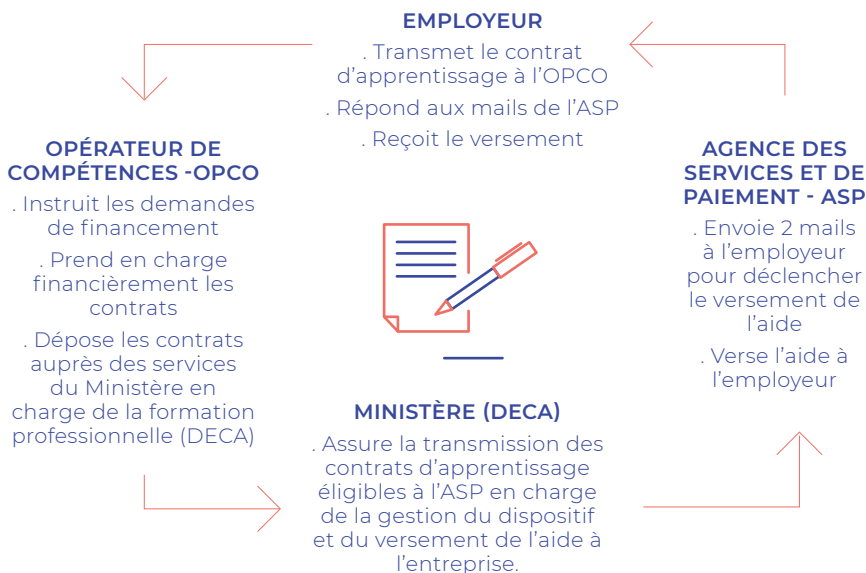 EMPLOYEUR
. Transmet le contrat
d’apprentissage à l’OPCO
. Répond aux mails de l’ASP
. Reçoit le versement
OPÉRATEUR DE
COMPÉTENCES -OPCO
. Instruit les demandes
de financement
. Prend en charge
financièrement les
contrats
. Dépose les contrats
auprès des services
du Ministère en
charge de la formation
professionnelle (DECA)
MINISTÈRE (DECA)
. Assure la transmission des
contrats d’apprentissage
éligibles à l’ASP en charge
de la gestion du dispositif
et du versement de l’aide à
l’entreprise.
AGENCE DES
SERVICES ET DE
PAIEMENT - ASP
. Envoie 2 mails
à l’employeur
pour déclencher
le versement de
l’aide
. Verse l’aide à
l’employeur